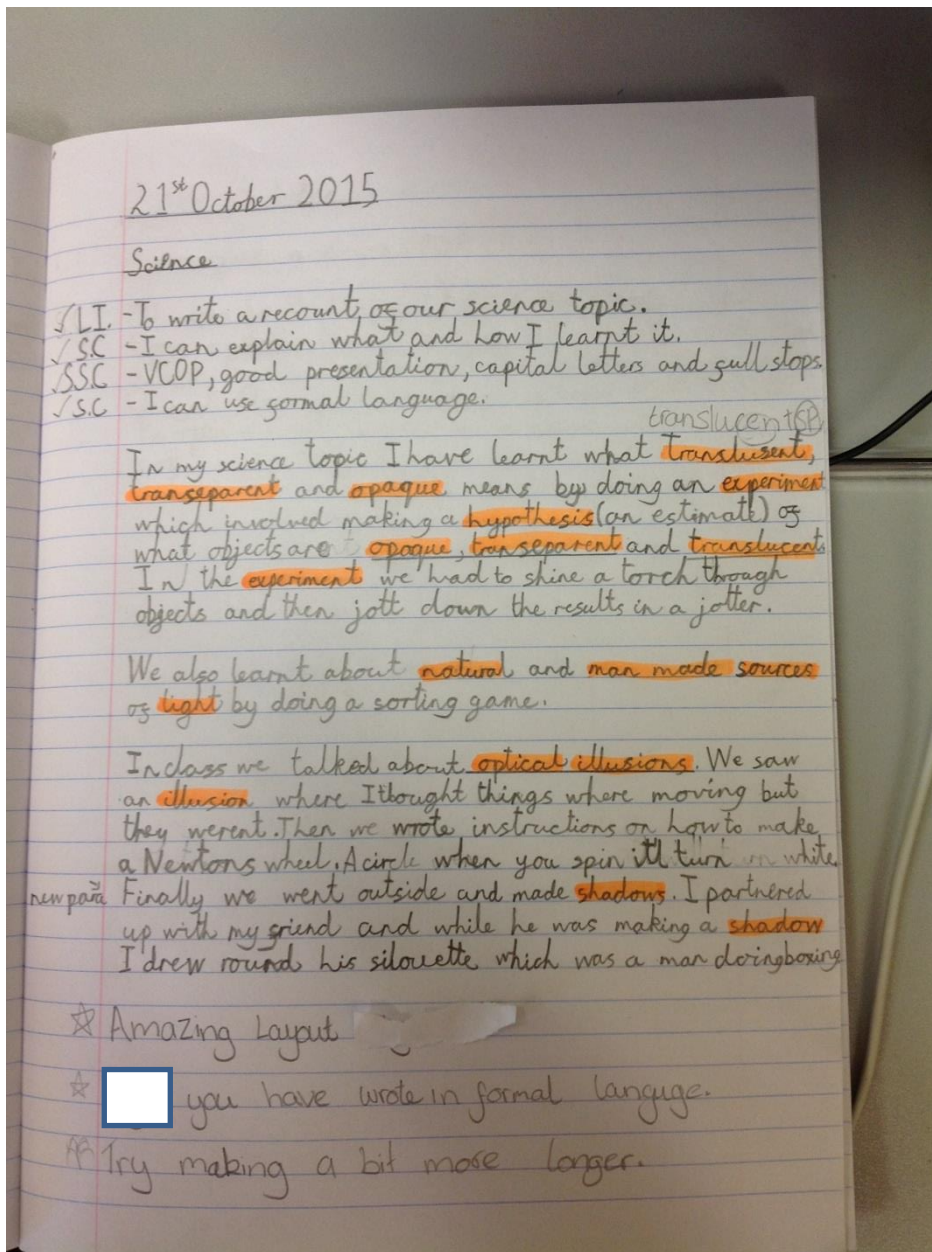 21st October 2015
Science
✓ L.I. - To write a recount of our science topic.
✓ S.C - I can explain what and how I learnt it.
✓ S.S.C - VCOP, good presentation, capital letters and full stops.
✓ S.C - I can use formal language.
translucent SP
In my science topic I have learnt what translusent,
transeparent and opaque means by doing an experiment
which involved making a hypothesis (an estimate) of
what objects are opaque, transeparent and translucent.
In the experiment we had to shine a torch through
objects and then jott down the results in a jotter.
We also learnt about natural and man made sources
of light by doing a sorting game.
In class we talked about optical illusions. We saw
an illusion where I thought things where moving but
they werent. Then we wrote instructions on how to make
a Newtons wheel. A circle when you spin itl turn white.
new para Finally we went outside and made shadows. I partnered
up with my friend and while he was making a shadow
I drew round his silouette which was a man doing boxing
☆ Amazing Layout
☆ you have wrote in formal languge.
Try making a bit more longer.